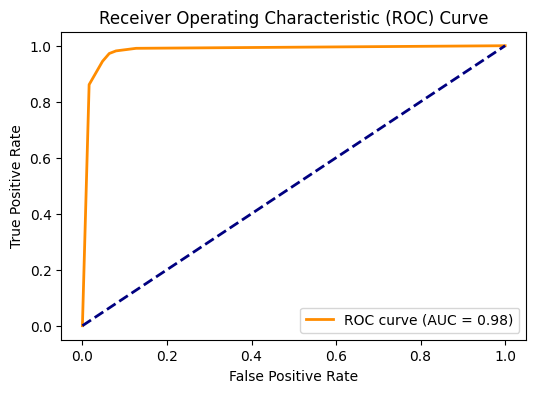 Receiver Operating Characteristic (ROC) Curve
1.0
0.8
0.6
0.4
0.2
0.0
True Positive Rate
ROC curve (AUC = 0.98)
0.0 0.2 0.4 0.6 0.8 1.0
False Positive Rate